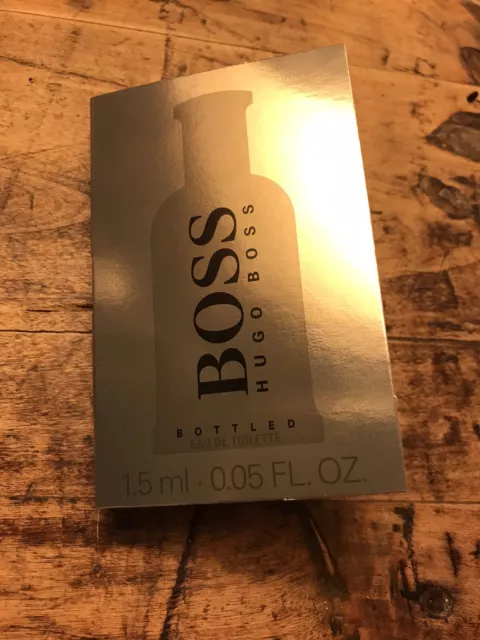 BOSS
HUGO BOSS
BOTTLED
EAU DE TOILETTE
1.5 ml · 0.05 FL. OZ.